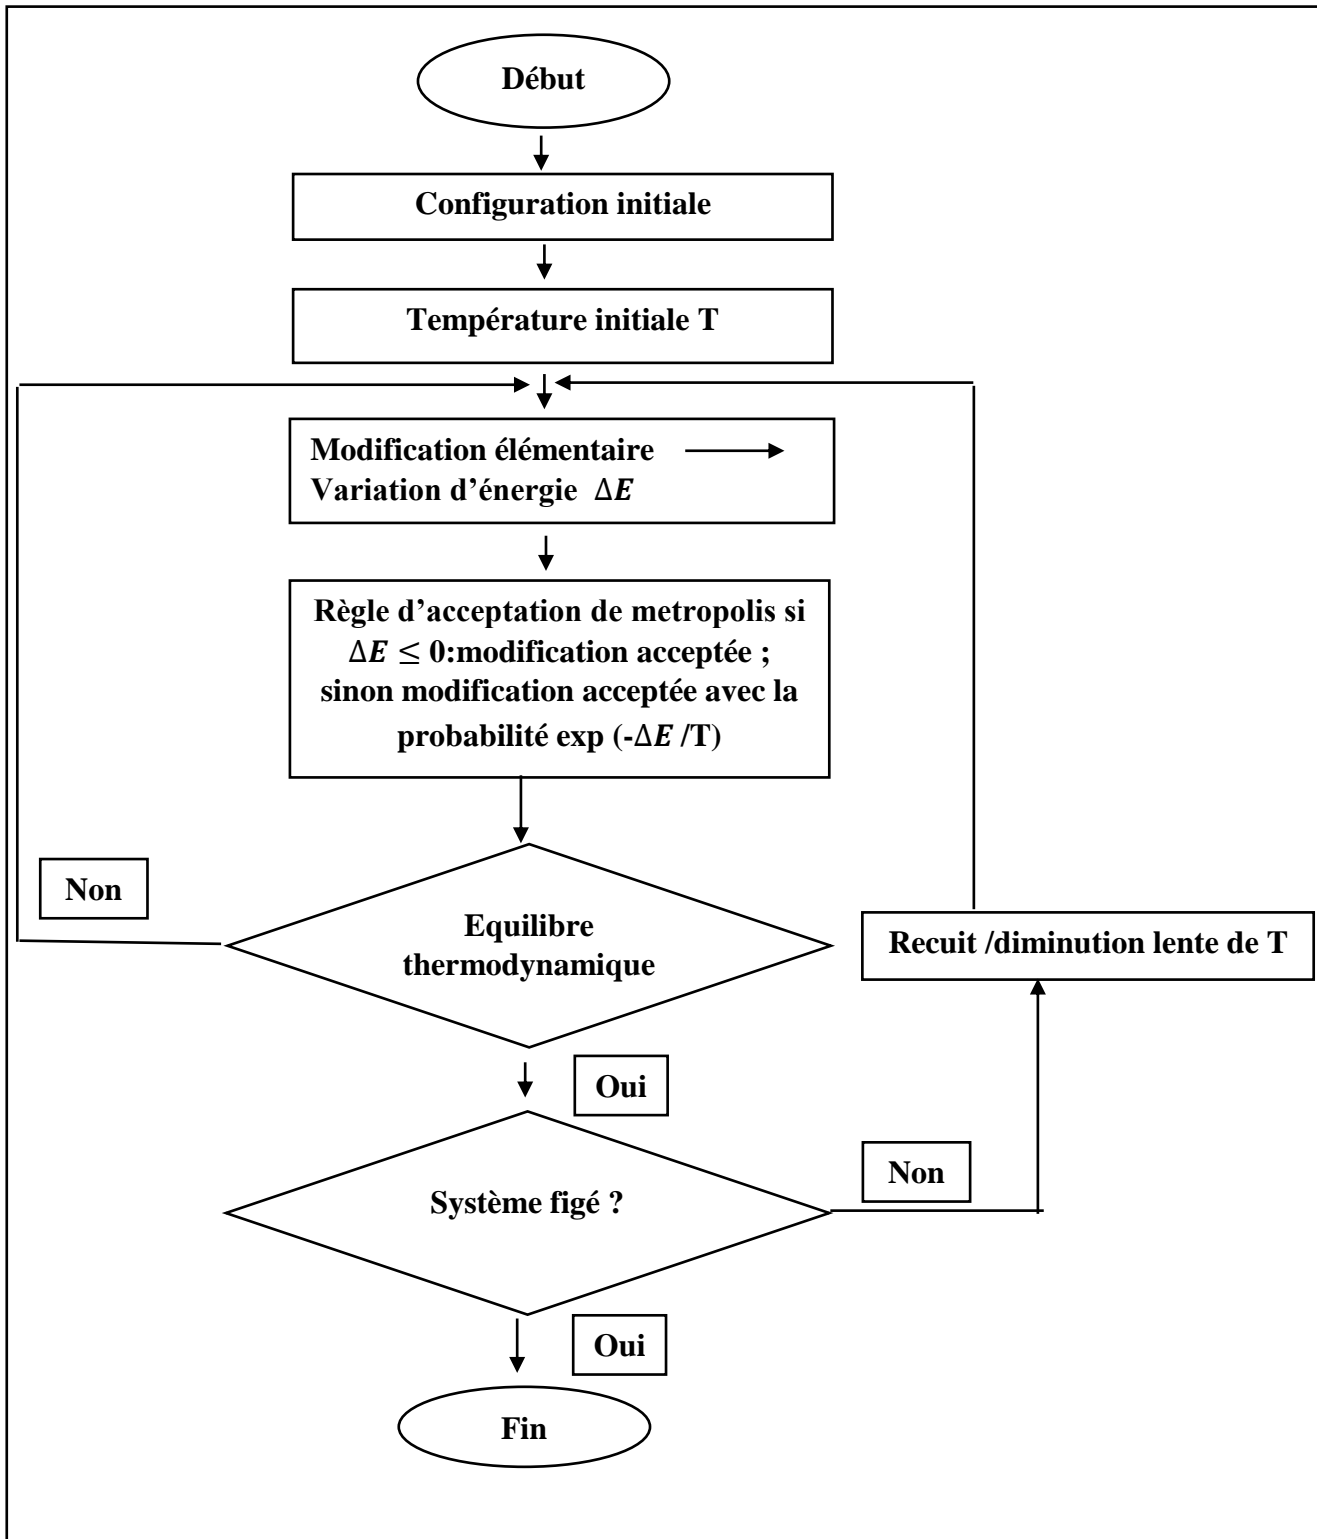 Début
Configuration initiale
Température initiale T
Modification élémentaire
Variation d’énergie ΔE
Règle d’acceptation de metropolis si
ΔE ≤ 0:modification acceptée ;
sinon modification acceptée avec la
probabilité exp (-ΔE /T)
Non
Equilibre
thermodynamique
Recuit /diminution lente de T
Oui
Non
Système figé ?
Oui
Fin